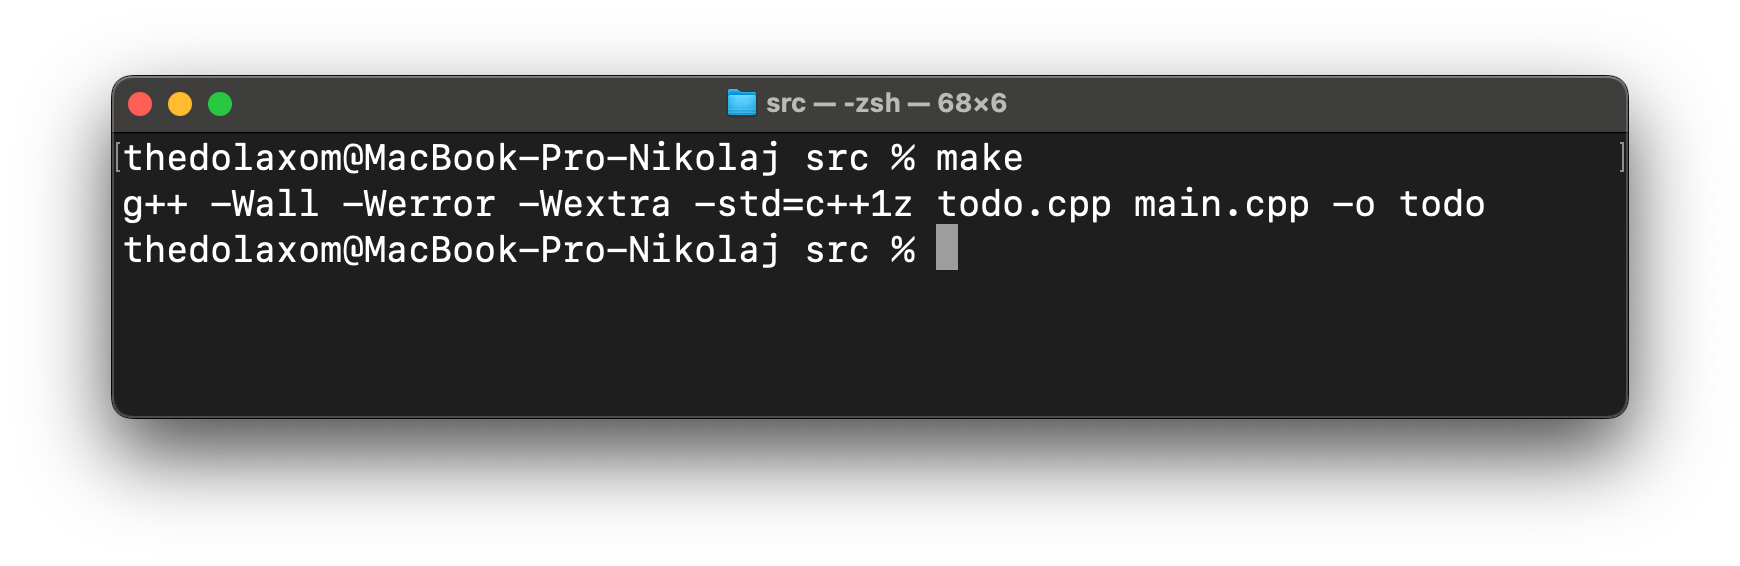 src — -zsh — 68×6
[thedolaxom@MacBook-Pro-Nikolaj src % make ]
g++ -Wall -Werror -Wextra -std=c++1z todo.cpp main.cpp -o todo
thedolaxom@MacBook-Pro-Nikolaj src %